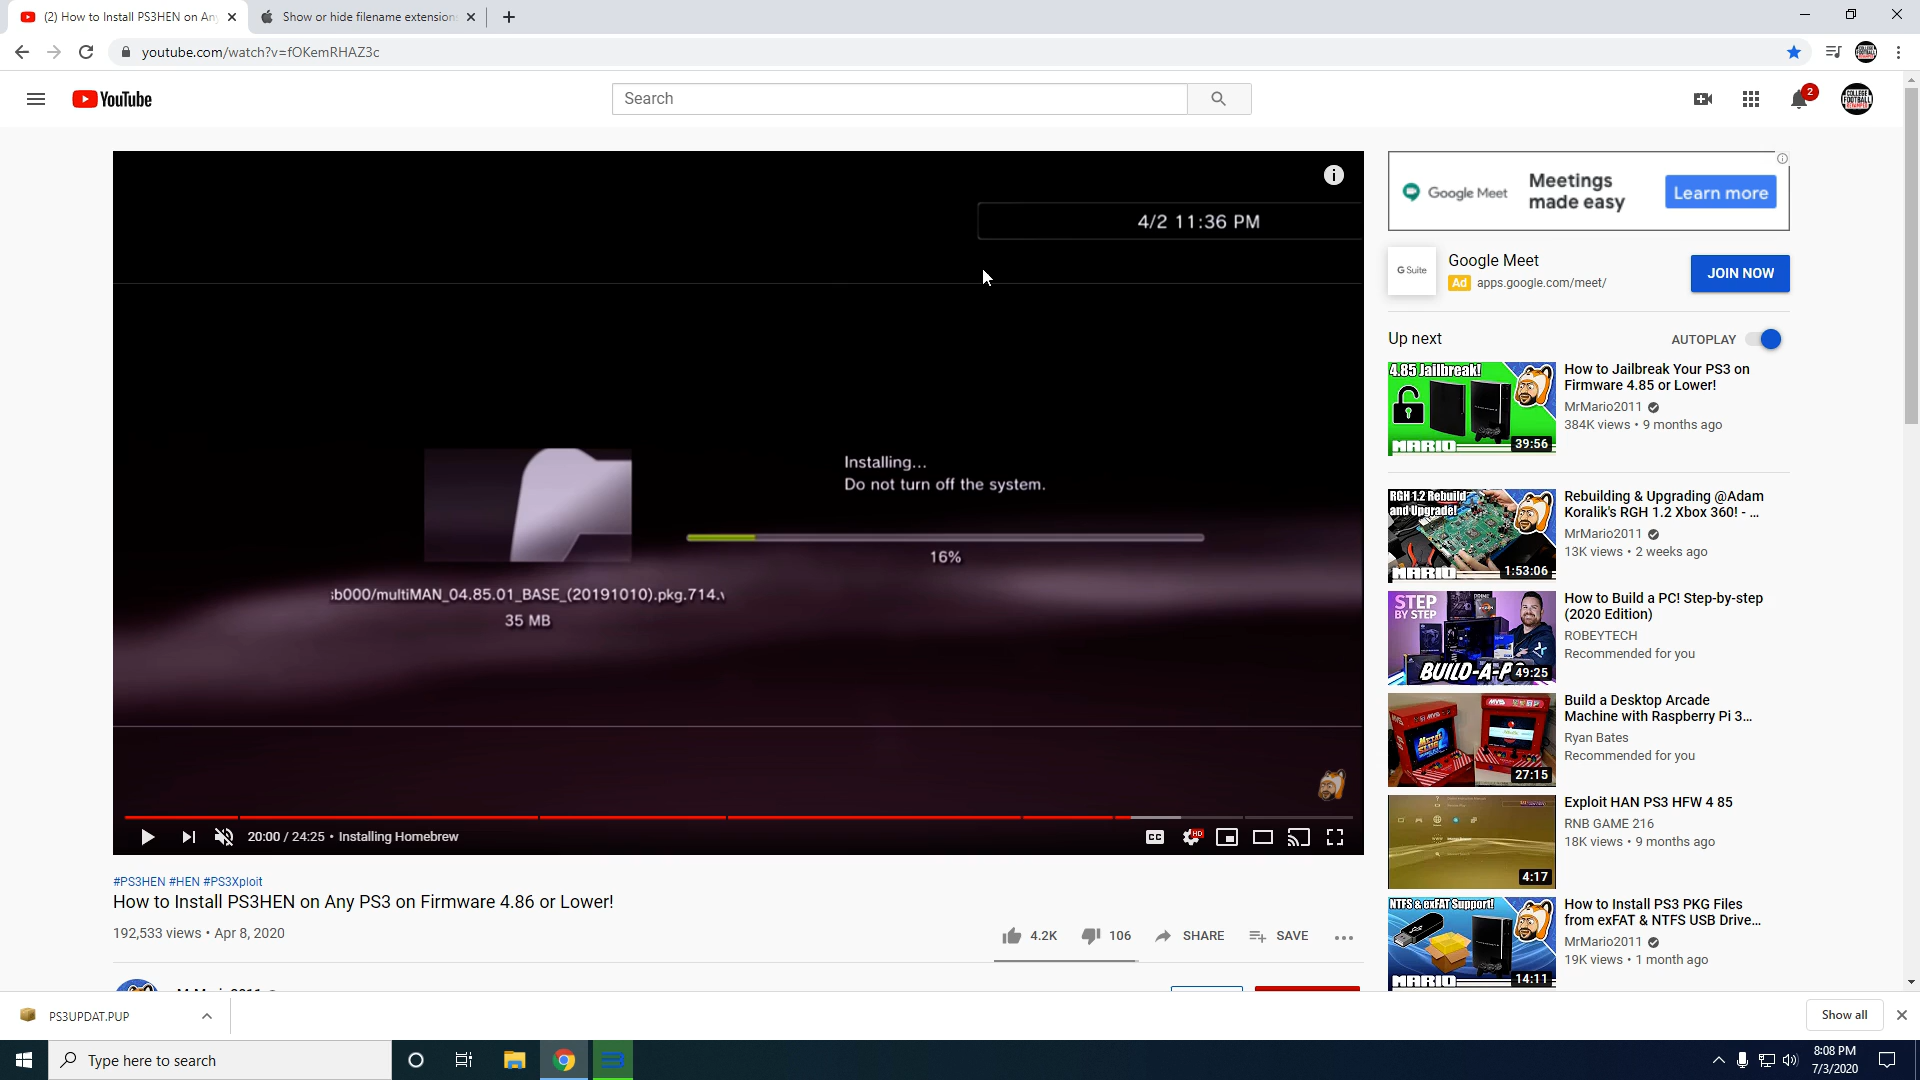 (2) How to Install PS3HEN on An
Show or hide filename extension
youtube.com/watch?v=fOKemRHAZ3c
YouTube
Search
2
COLLEGE FOOTBALL REVAMPED
4/2 11:36 PM
Installing...
Do not turn off the system.
16%
b000/multiMAN_04.85.01_BASE_(20191010).pkg.714.
35 MB
20:00 / 24:25 • Installing Homebrew
CC
HD
#PS3HEN #HEN #PS3Xploit
How to Install PS3HEN on Any PS3 on Firmware 4.86 or Lower!
192,533 views • Apr 8, 2020
4.2K
106
SHARE
SAVE
Google Meet
Meetings
made easy
Learn more
G Suite
Google Meet
Ad apps.google.com/meet/
JOIN NOW
Up next
AUTOPLAY
4.85 Jailbreak!
MARIO
39:56
How to Jailbreak Your PS3 on
Firmware 4.85 or Lower!
MrMario2011
384K views • 9 months ago
RGH 1.2 Rebuild
and Upgrade!
MARIO
1:53:06
Rebuilding & Upgrading @Adam
Koralik's RGH 1.2 Xbox 360! - ...
MrMario2011
13K views • 2 weeks ago
STEP
BY STEP
BUILD-A-P
49:25
How to Build a PC! Step-by-step
(2020 Edition)
ROBEYTECH
Recommended for you
METAL SLUG
27:15
Build a Desktop Arcade
Machine with Raspberry Pi 3...
Ryan Bates
Recommended for you
4:17
Exploit HAN PS3 HFW 4 85
RNB GAME 216
18K views • 9 months ago
NTFS & exFAT Support!
MARIO
14:11
How to Install PS3 PKG Files
from exFAT & NTFS USB Drive...
MrMario2011
19K views • 1 month ago
PS3UPDAT.PUP
Show all
Type here to search
8:08 PM
7/3/2020